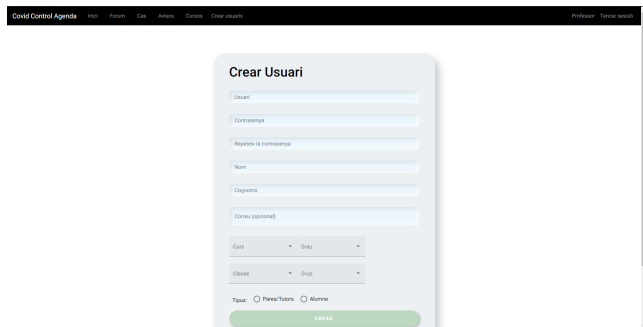 Covid Control Agenda Inici Forum Cas Avisos Cursos Crear usuaris Professor Tancar sessió
Crear Usuari
Usuari
Contrasenya
Repeteix la contrasenya
Nom
Cognoms
Correu (opcional)
Curs Grau
Classe Grup
Tipus: Pares/Tutors Alumne
CREAR